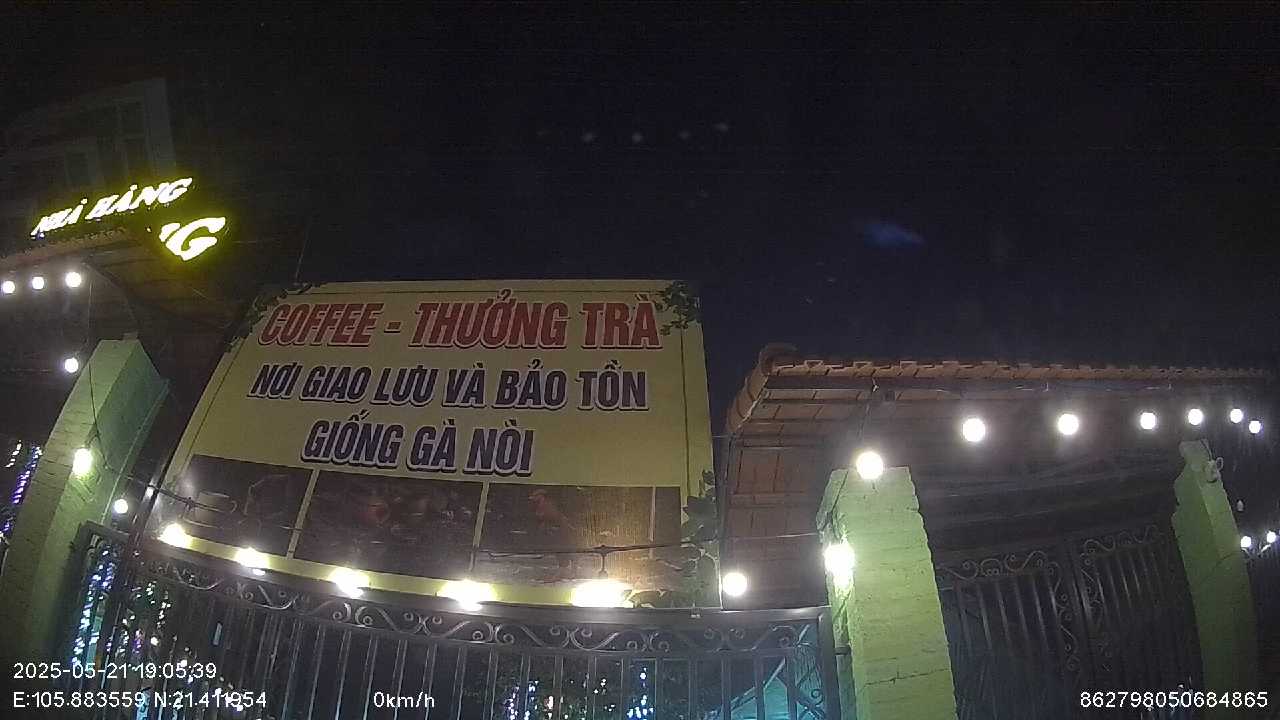 NHÀ HÀNG
COFFEE - THƯỞNG TRÀ
NƠI GIAO LƯU VÀ BẢO TỒN
GIỐNG GÀ NÒI
2025-05-21 19:05:39
E:105.883559 N:21.411954 0km/h 862798050684865